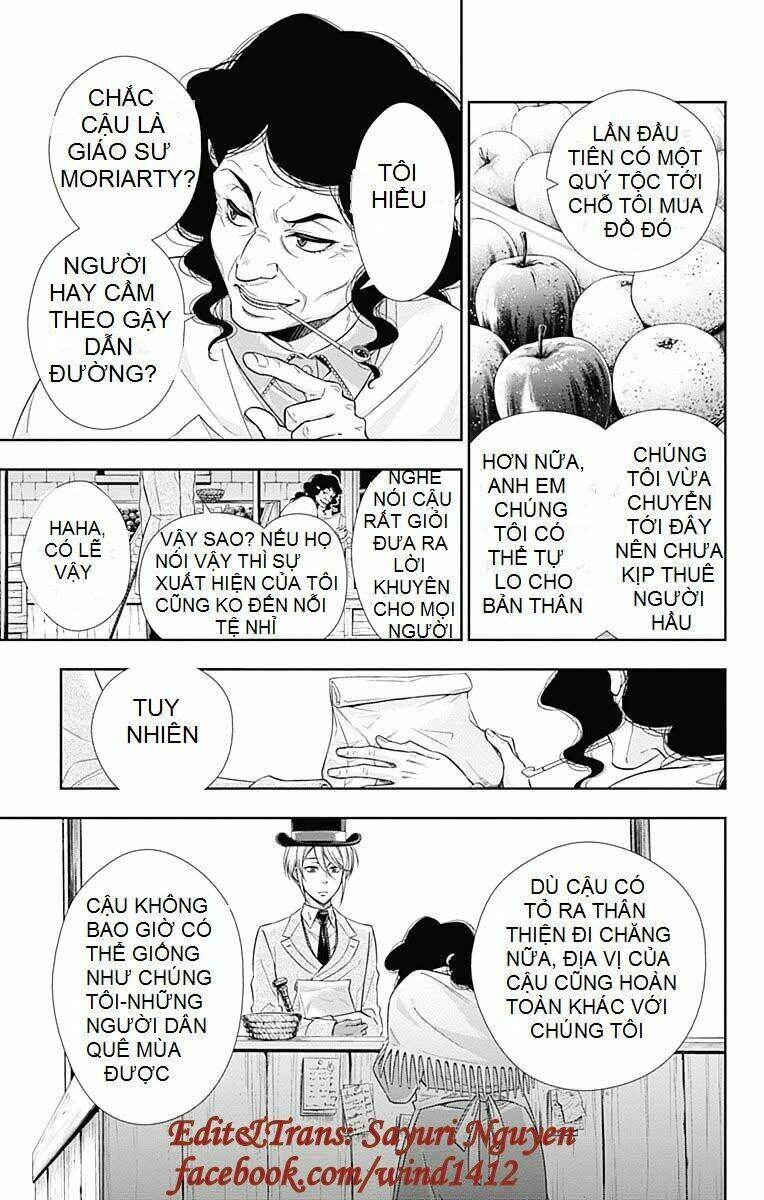 LẦN ĐẦU
TIÊN CÓ MỘT
QUÝ TỘC TỚI
CHỖ TÔI MUA
ĐỒ ĐÓ
CHÚNG
TÔI VỪA
CHUYỂN
TỚI ĐÂY
NÊN CHƯA
KỊP THUÊ
NGƯỜI
HẦU
HƠN NỮA,
ANH EM
CHÚNG
TÔI CÓ
THỂ TỰ
LO CHO
BẢN THÂN
TÔI
HIỂU
CHẮC
CẬU LÀ
GIÁO SƯ
MORIARTY?
NGƯỜI
HAY CẦM
THEO GẬY
DẪN
ĐƯỜNG?
NGHE
NÓI CẬU
RẤT GIỎI
ĐƯA RA
LỜI
KHUYÊN
CHO MỌI
NGƯỜI
VẬY SAO? NẾU HỌ
NÓI VẬY THÌ SỰ
XUẤT HIỆN CỦA TÔI
CŨNG KO ĐẾN NỖI
TỆ NHỈ
HAHA,
CÓ LẼ
VẬY
TUY
NHIÊN
DÙ CẬU CÓ
TỎ RA THÂN
THIỆN ĐI CHĂNG
NỮA, ĐỊA VỊ CỦA
CẬU CŨNG HOÀN
TOÀN KHÁC VỚI
CHÚNG TÔI
CẬU KHÔNG
BAO GIỜ CÓ
THỂ GIỐNG
NHƯ CHÚNG
TÔI-NHỮNG
NGƯỜI DÂN
QUÊ MÙA
ĐƯỢC
Edit&Trans: Sayuri Nguyen
facebook.com/wind1412